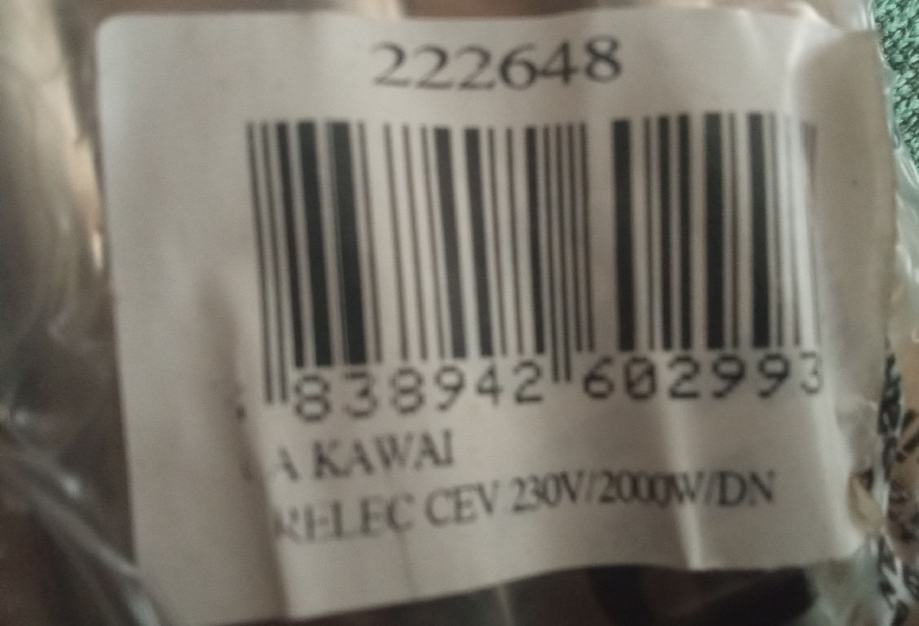 222648
838942 602993
A KAWAI
RELEC CEV 230V/2000W/DN